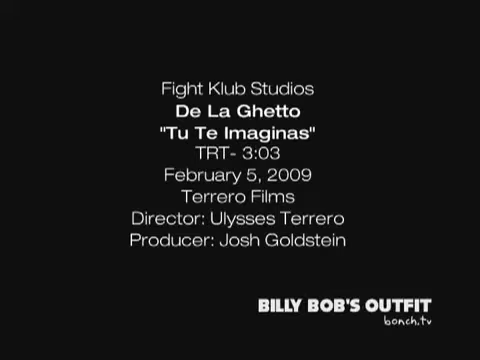 Fight Klub Studios
De La Ghetto
"Tu Te Imaginas"
TRT- 3:03
February 5, 2009
Terrero Films
Director: Ulysses Terrero
Producer: Josh Goldstein
BILLY BOB'S OUTFIT
bonch.tv